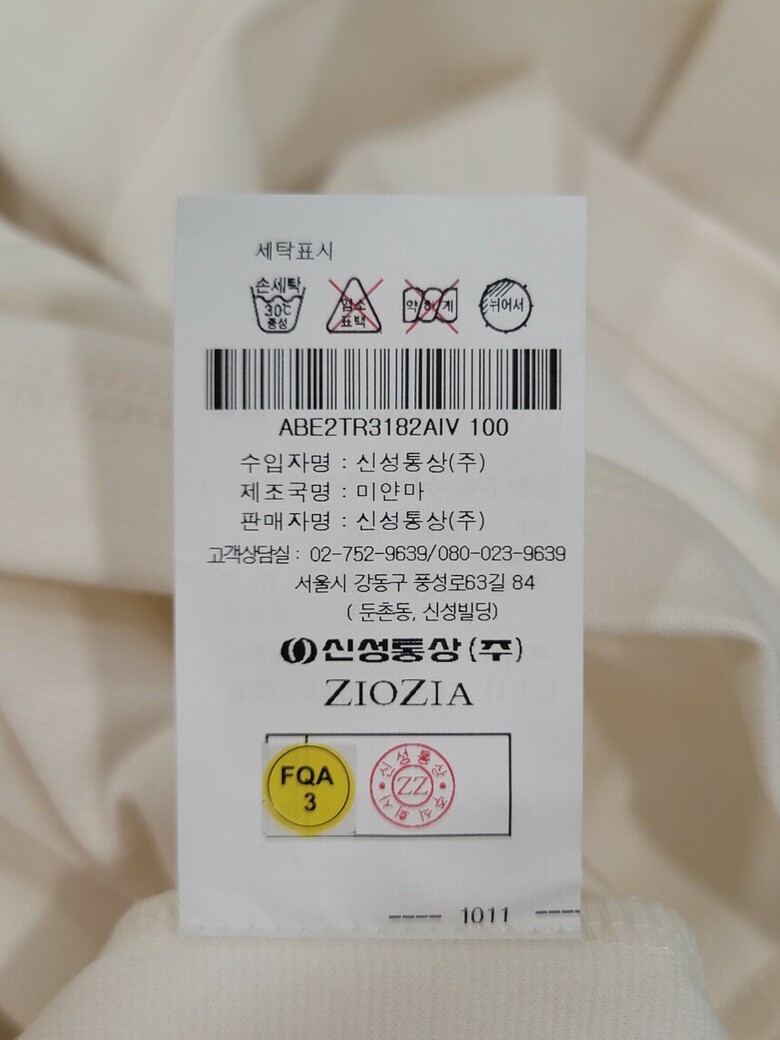 세탁표시
손세탁
30℃
중성
염소
표백
약하게
뉘어서
ABE2TR3182AIV 100
수입자명 : 신성통상(주)
제조국명 : 미얀마
판매자명 : 신성통상(주)
고객상담실 : 02-752-9639/080-023-9639
서울시 강동구 풍성로63길 84
( 둔촌동, 신성빌딩)
신성통상(주)
ZIOZIA
FQA
3
신성통상
ZZ
주식회사
---- 1011 ----